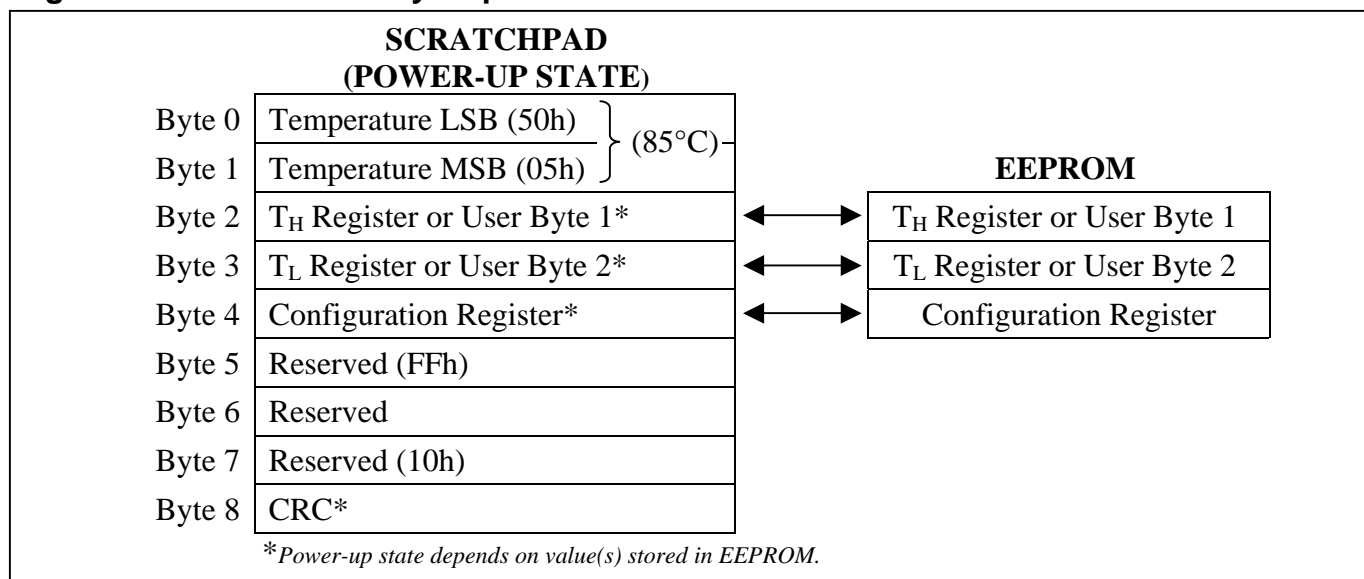 SCRATCHPAD
(POWER-UP STATE)
Byte 0 Temperature LSB (50h)
(85°C)
Byte 1 Temperature MSB (05h)
EEPROM
Byte 2 TH Register or User Byte 1* TH Register or User Byte 1
Byte 3 TL Register or User Byte 2* TL Register or User Byte 2
Byte 4 Configuration Register* Configuration Register
Byte 5 Reserved (FFh)
Byte 6 Reserved
Byte 7 Reserved (10h)
Byte 8 CRC*
*Power-up state depends on value(s) stored in EEPROM.